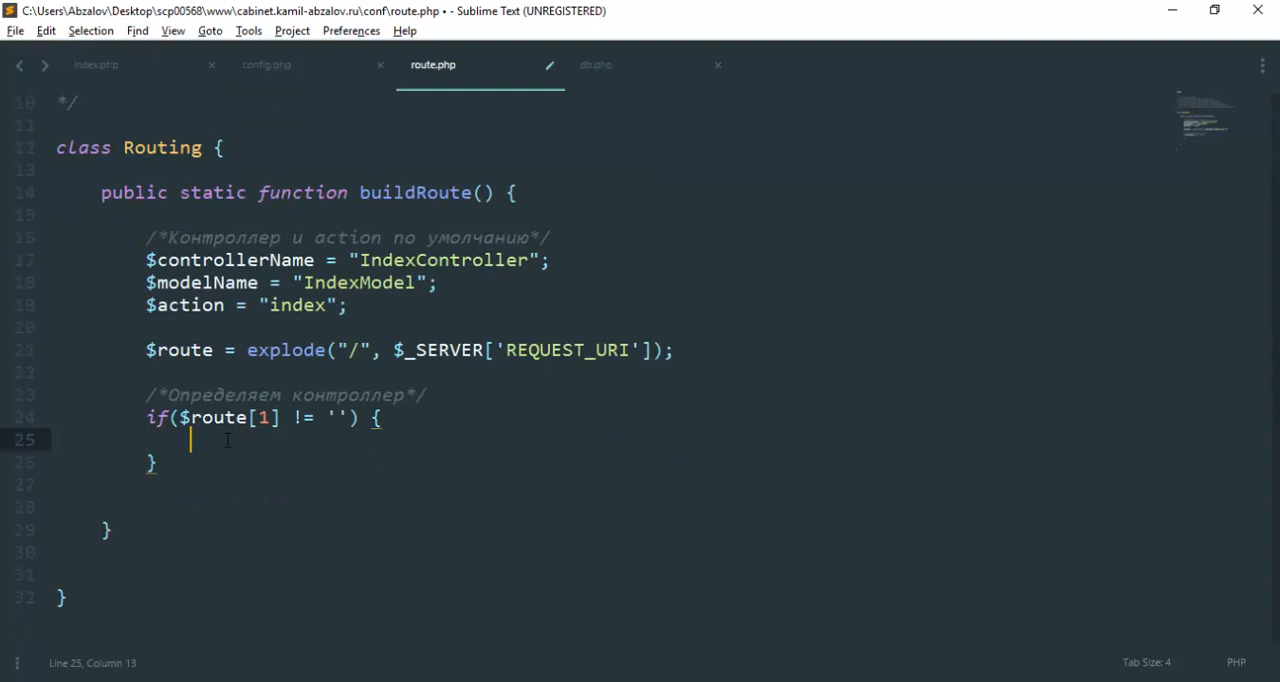 C:\Users\Abzalov\Desktop\scp00568\www\cabinet.kamil-abzalov.ru\conf\route.php • - Sublime Text (UNREGISTERED)
File Edit Selection Find View Goto Tools Project Preferences Help
index.php config.php route.php db.php
10 */
11
12 class Routing {
13
14 public static function buildRoute() {
15
16 /*Контроллер и action по умолчанию*/
17 $controllerName = "IndexController";
18 $modelName = "IndexModel";
19 $action = "index";
20
21 $route = explode("/", $_SERVER['REQUEST_URI']);
22
23 /*Определяем контроллер*/
24 if($route[1] != '') {
25
26 }
27
28
29 }
30
31
32 }
Line 25, Column 13 Tab Size: 4 PHP